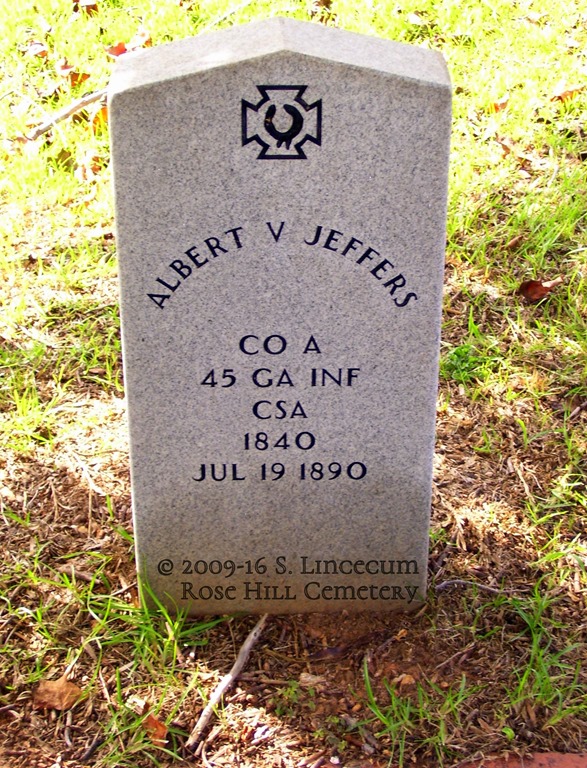 ALBERT V JEFFERS
CO A
45 GA INF
CSA
1840
JUL 19 1890
© 2009-16 S. Lincecum
Rose Hill Cemetery